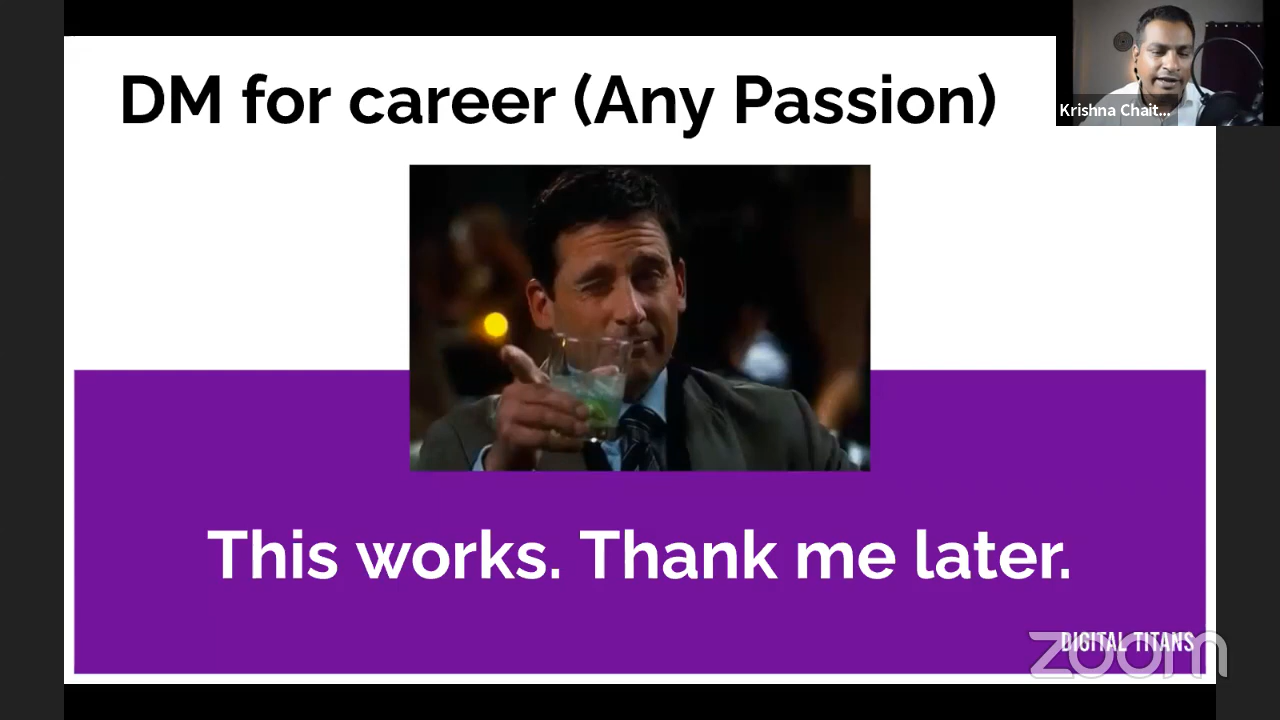 DM for career (Any Passion)
Krishna Chait...
This works. Thank me later.
DIGITAL TITANS
zoom